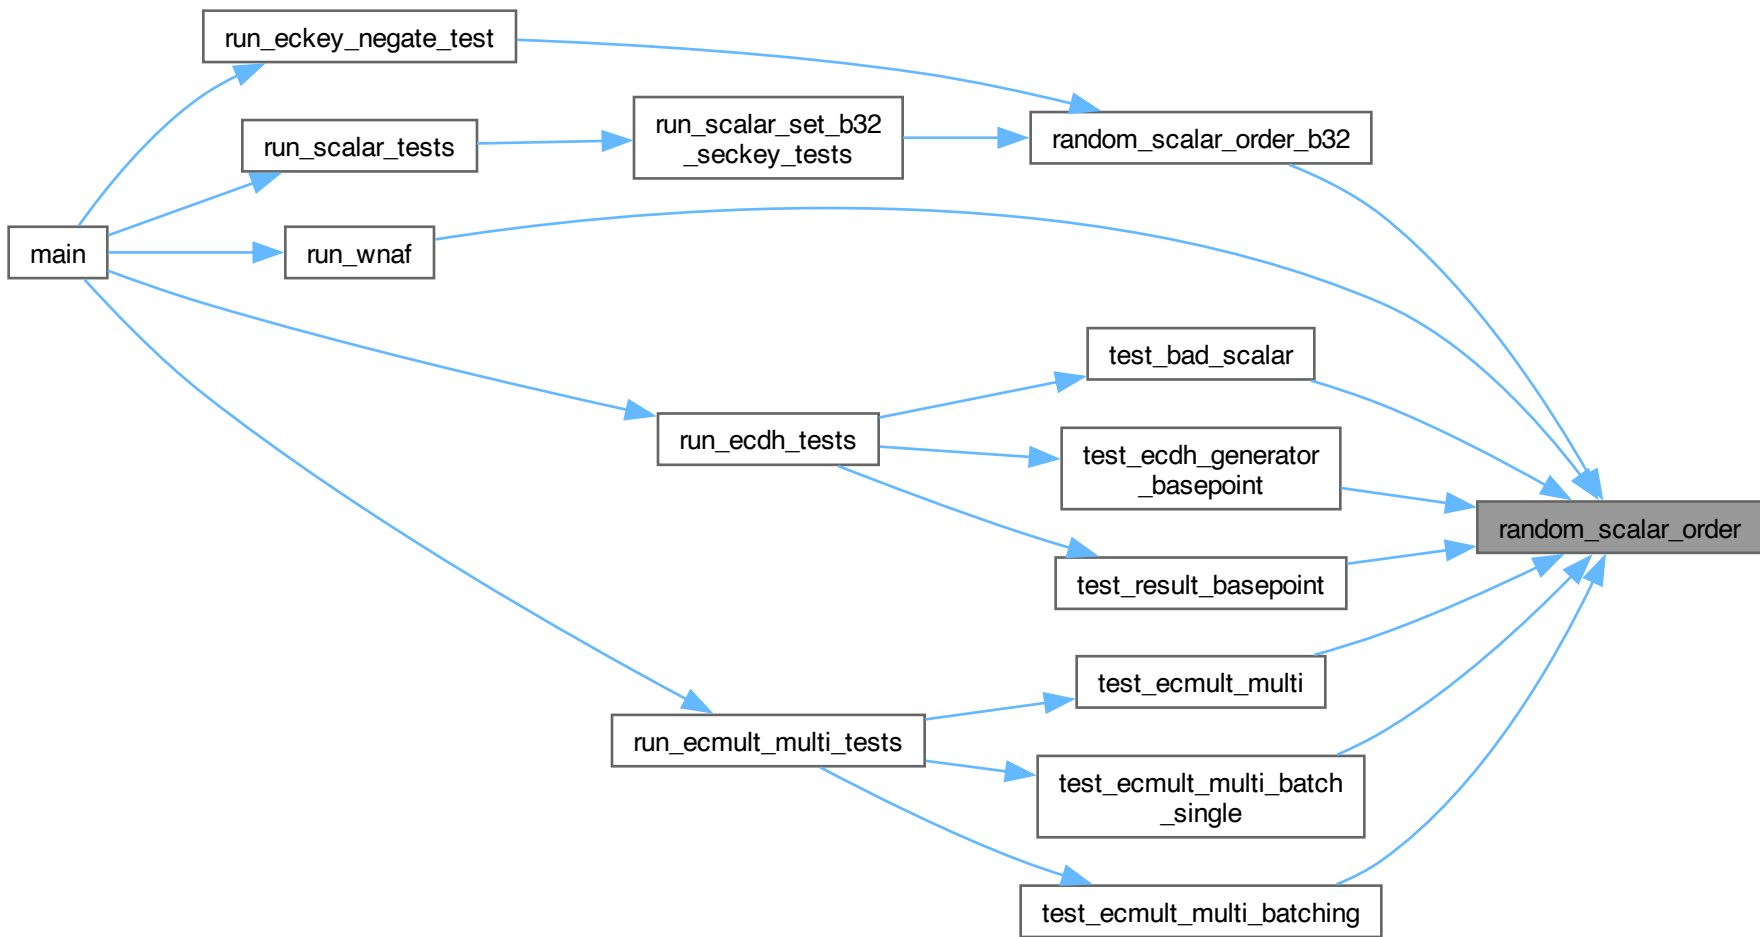 run_eckey_negate_test
run_scalar_set_b32
_seckey_tests
random_scalar_order_b32
run_scalar_tests
main
run_wnaf
test_bad_scalar
run_ecdh_tests
test_ecdh_generator
_basepoint
random_scalar_order
test_result_basepoint
test_ecmult_multi
run_ecmult_multi_tests
test_ecmult_multi_batch
_single
test_ecmult_multi_batching